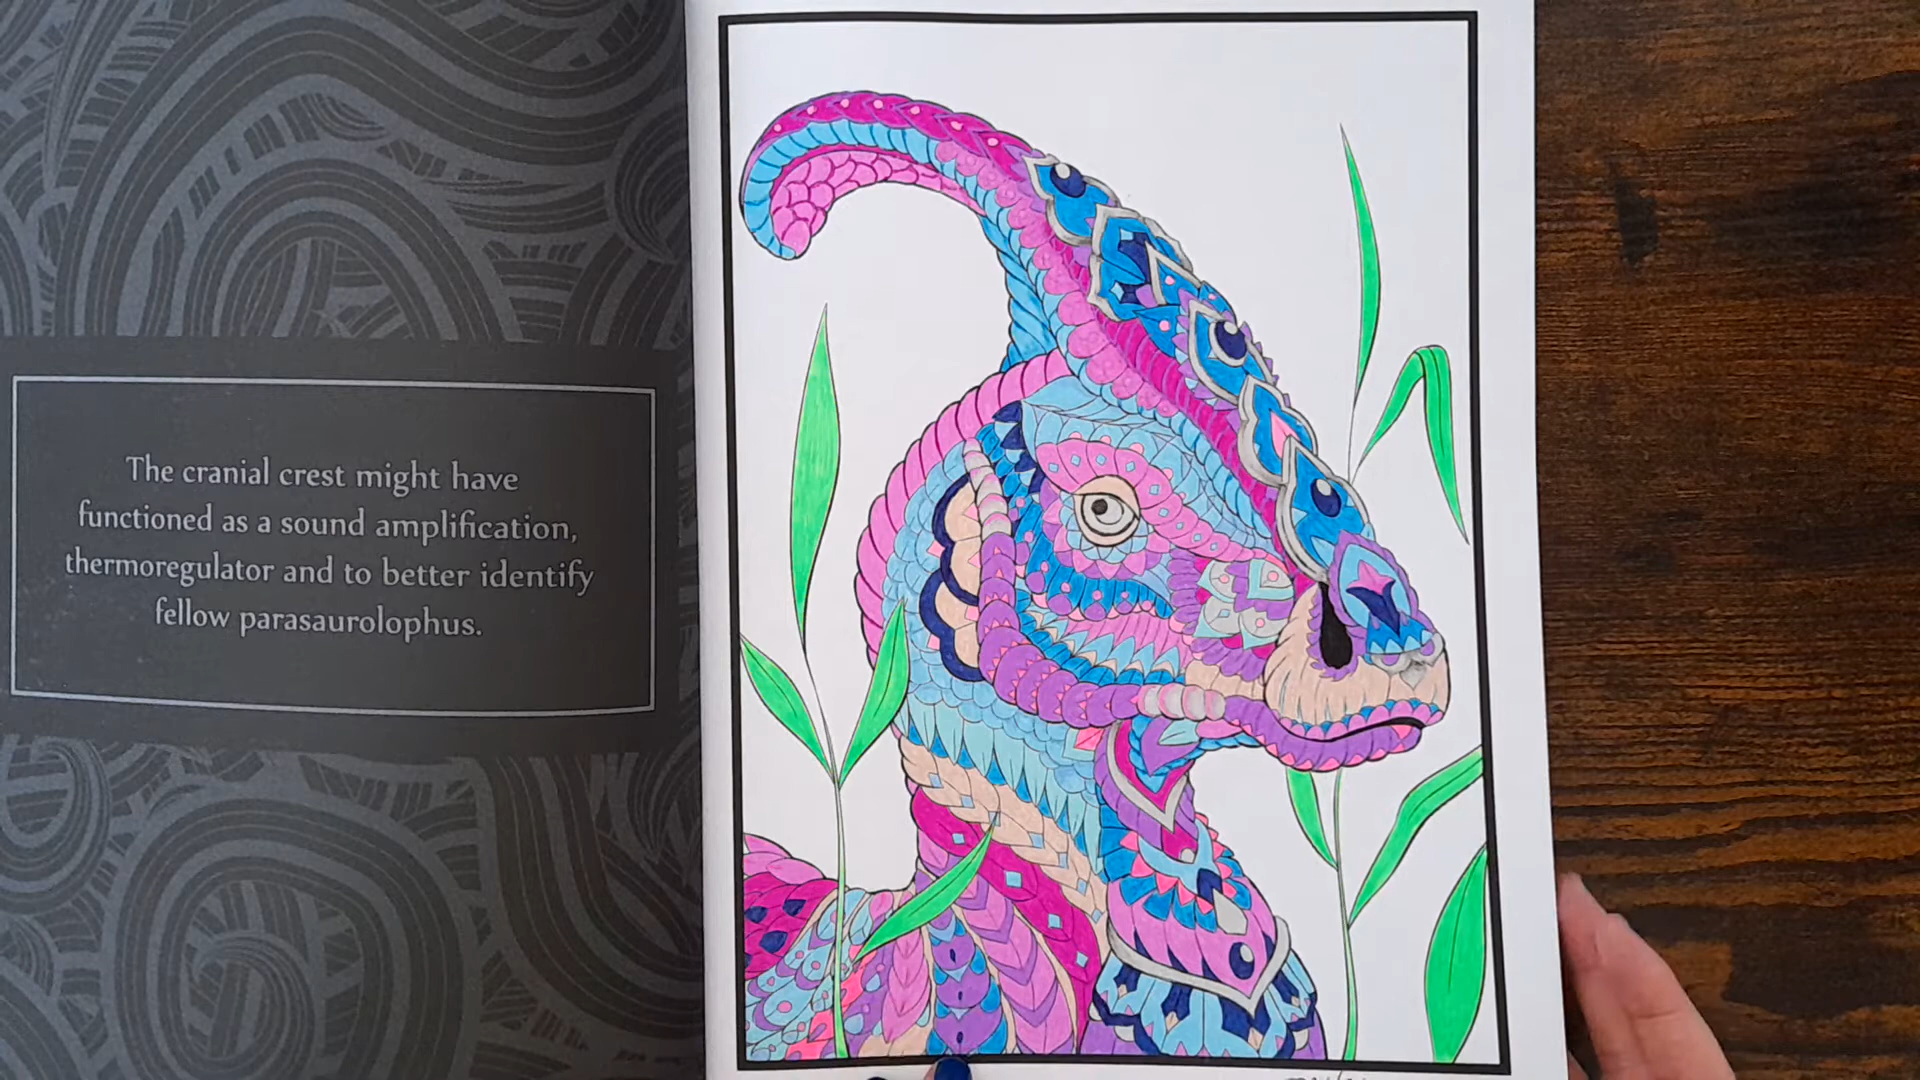 The cranial crest might have
functioned as a sound amplification,
thermoregulator and to better identify
fellow parasaurolophus.